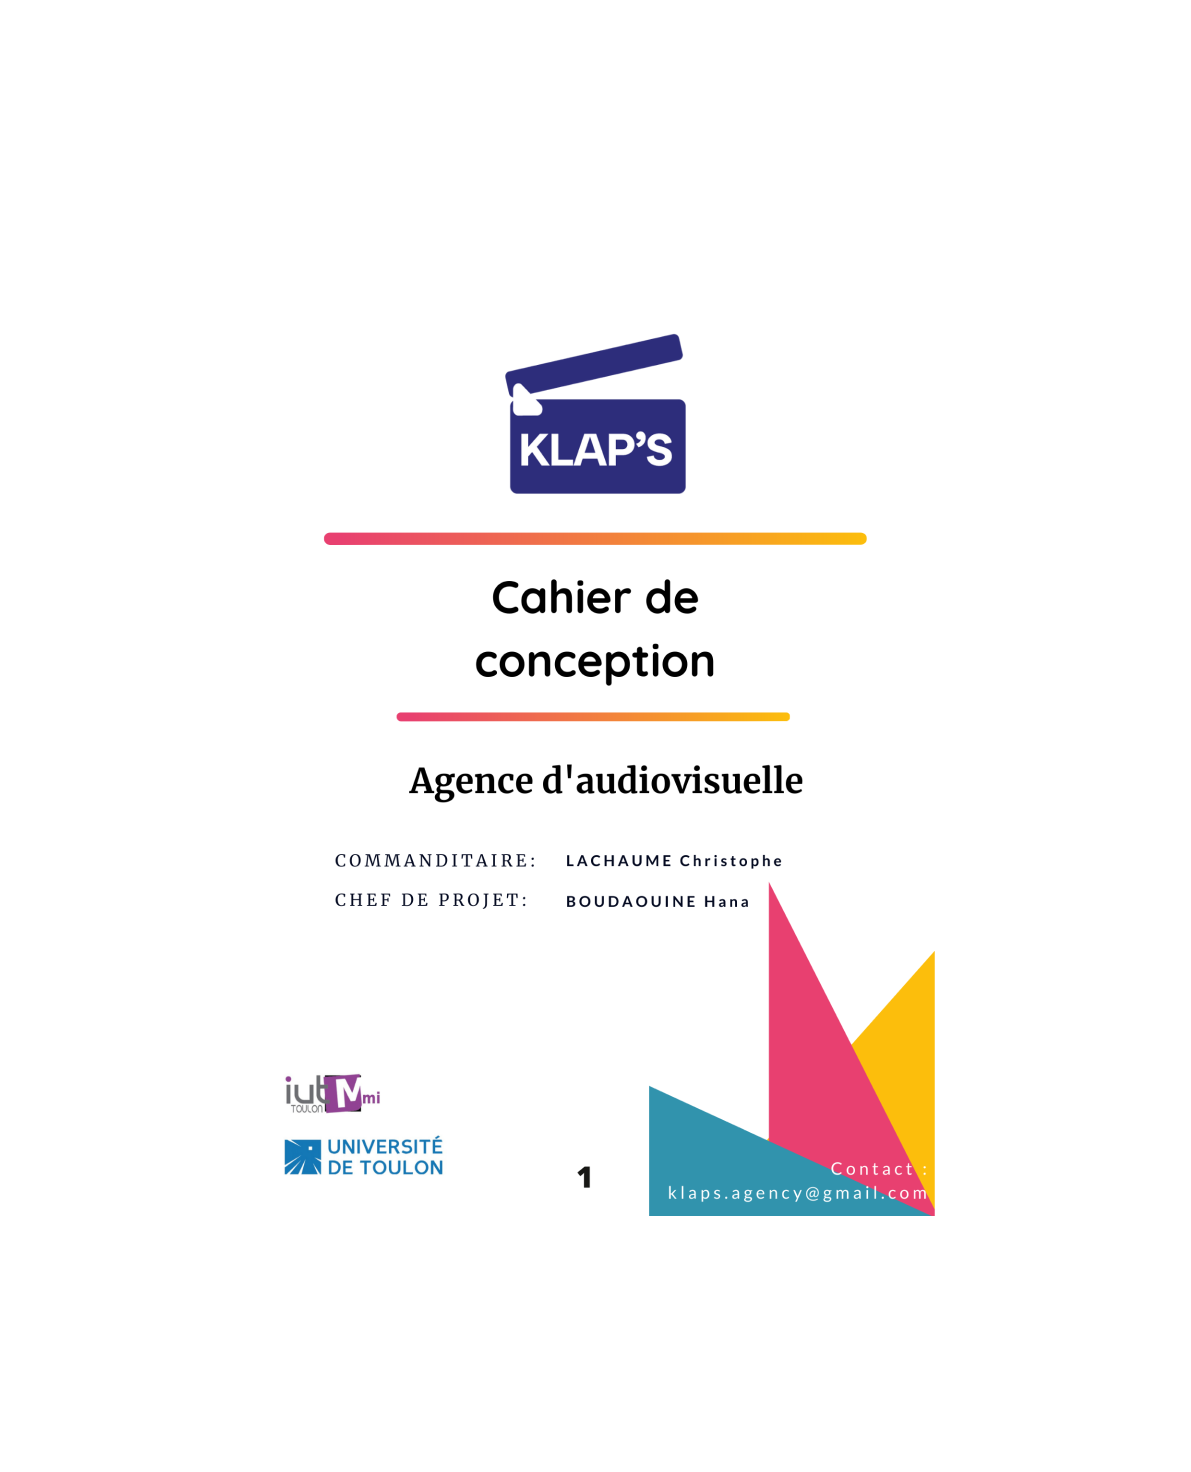 KLAP'S
Cahier de
conception
Agence d'audiovisuelle
COMMANDITAIRE: LACHAUME Christophe
CHEF DE PROJET: BOUDAOUINE Hana
iut Mmi
TOULON
UNIVERSITÉ
DE TOULON
1
Contact :
klaps.agency@gmail.com